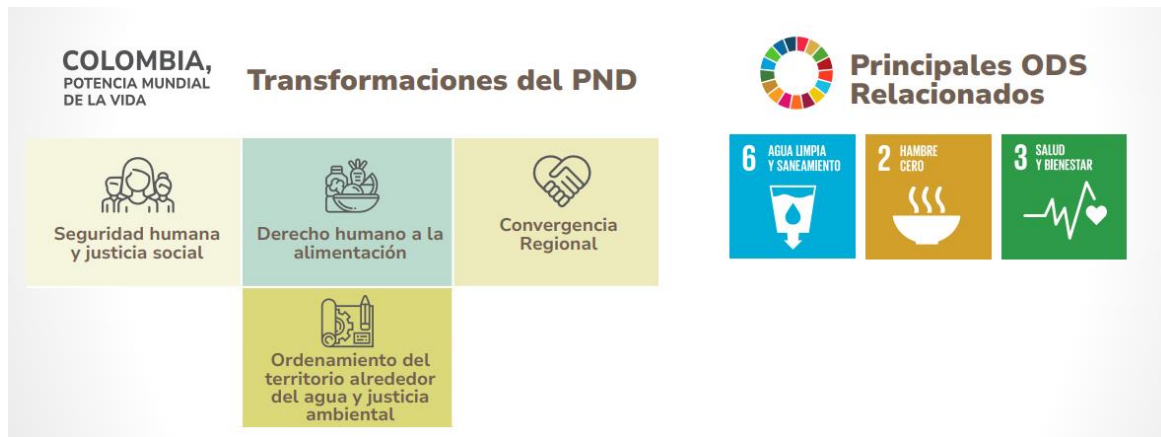 COLOMBIA,
POTENCIA MUNDIAL
DE LA VIDA
Transformaciones del PND
Seguridad humana
y justicia social
Derecho humano a la
alimentación
Convergencia
Regional
Ordenamiento del
territorio alrededor
del agua y justicia
ambiental
Principales ODS
Relacionados
6 AGUA LIMPIA
Y SANEAMIENTO
2 HAMBRE
CERO
3 SALUD
Y BIENESTAR